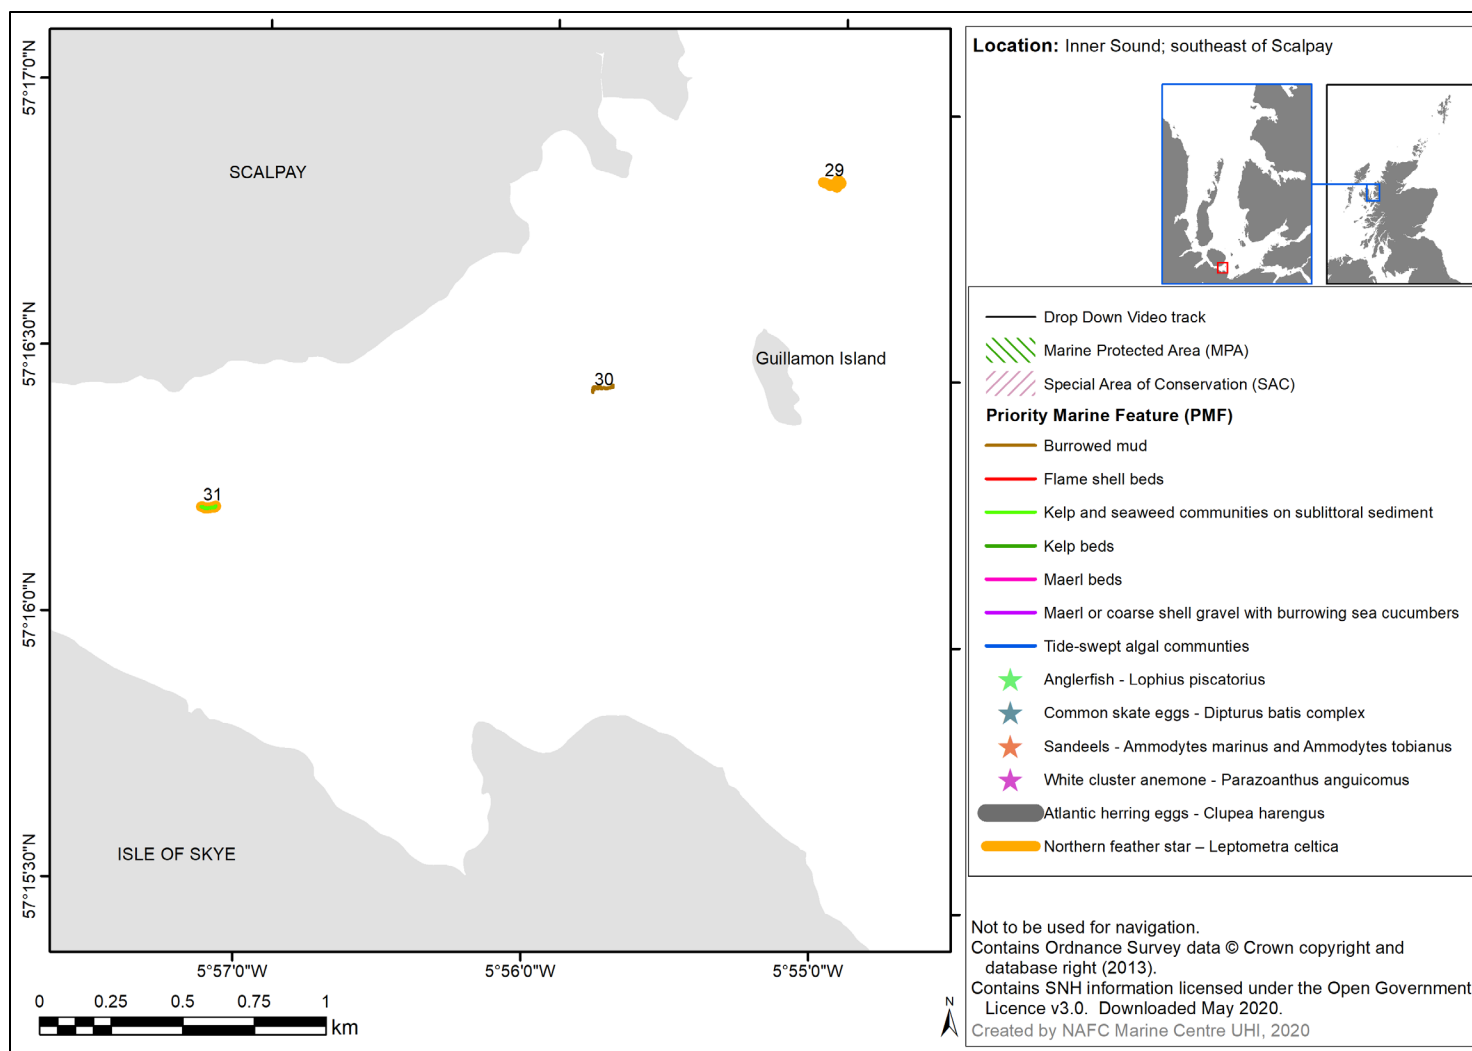 57°17'0"N
57°16'30"N
57°16'0"N
57°15'30"N
SCALPAY
29
Guillamon Island
30
31
ISLE OF SKYE
5°57'0"W
5°56'0"W
5°55'0"W
0 0.25 0.5 0.75 1
km
N
Location: Inner Sound; southeast of Scalpay
Drop Down Video track
Marine Protected Area (MPA)
Special Area of Conservation (SAC)
Priority Marine Feature (PMF)
Burrowed mud
Flame shell beds
Kelp and seaweed communities on sublittoral sediment
Kelp beds
Maerl beds
Maerl or coarse shell gravel with burrowing sea cucumbers
Tide-swept algal communties
Anglerfish - Lophius piscatorius
Common skate eggs - Dipturus batis complex
Sandeels - Ammodytes marinus and Ammodytes tobianus
White cluster anemone - Parazoanthus anguicomus
Atlantic herring eggs - Clupea harengus
Northern feather star – Leptometra celtica
Not to be used for navigation.
Contains Ordnance Survey data © Crown copyright and
database right (2013).
Contains SNH information licensed under the Open Government
Licence v3.0. Downloaded May 2020.
Created by NAFC Marine Centre UHI, 2020